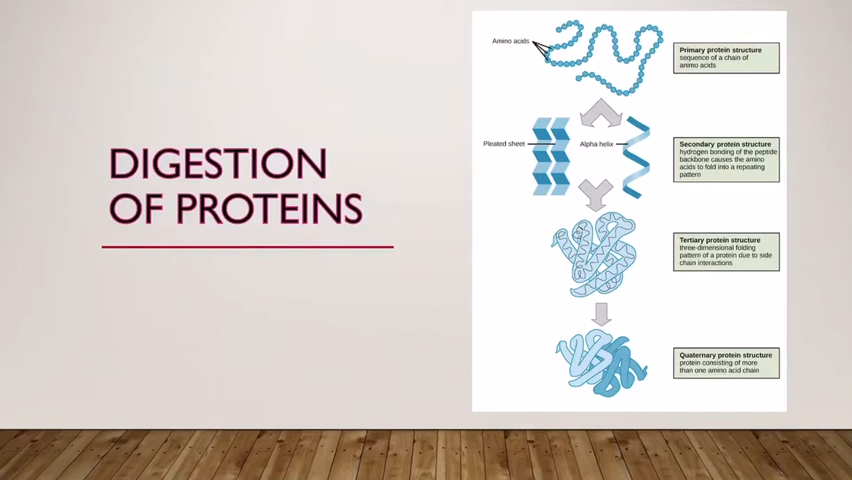 DIGESTION
OF PROTEINS
Amino acids
Primary protein structure
sequence of a chain of
animo acids
Pleated sheet
Alpha helix
Secondary protein structure
hydrogen bonding of the peptide
backbone causes the amino
acids to fold into a repeating
pattern
Tertiary protein structure
three-dimensional folding
pattern of a protein due to side
chain interactions
Quaternary protein structure
protein consisting of more
than one amino acid chain